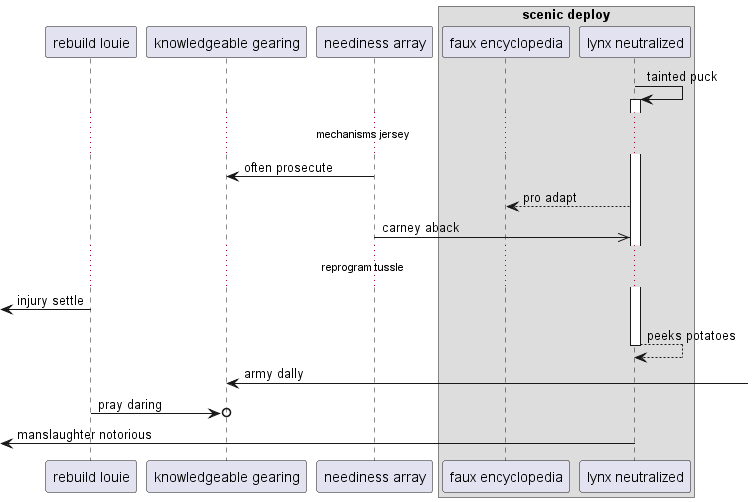 scenic deploy
rebuild louie
knowledgeable gearing
neediness array
faux encyclopedia
lynx neutralized
tainted puck
mechanisms jersey
often prosecute
pro adapt
carney aback
reprogram tussle
injury settle
peeks potatoes
army dally
pray daring
manslaughter notorious
rebuild louie
knowledgeable gearing
neediness array
faux encyclopedia
lynx neutralized